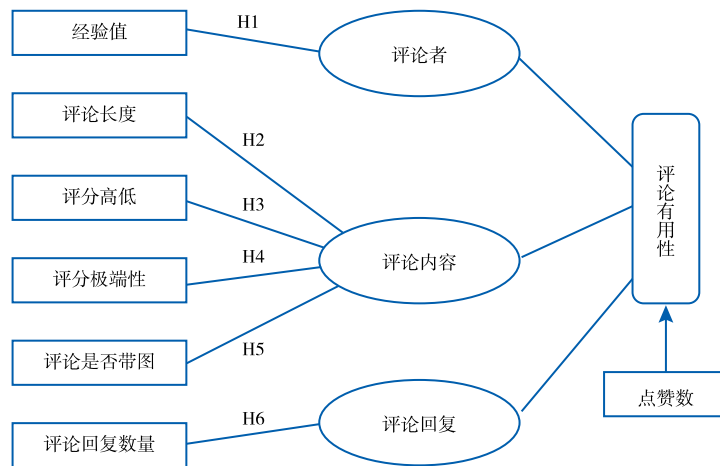 经验值
H1
评论者
评论长度
H2
评分高低
H3
评分极端性
H4
评论内容
评论是否带图
H5
评论回复数量
H6
评论回复
评论有用性
点赞数